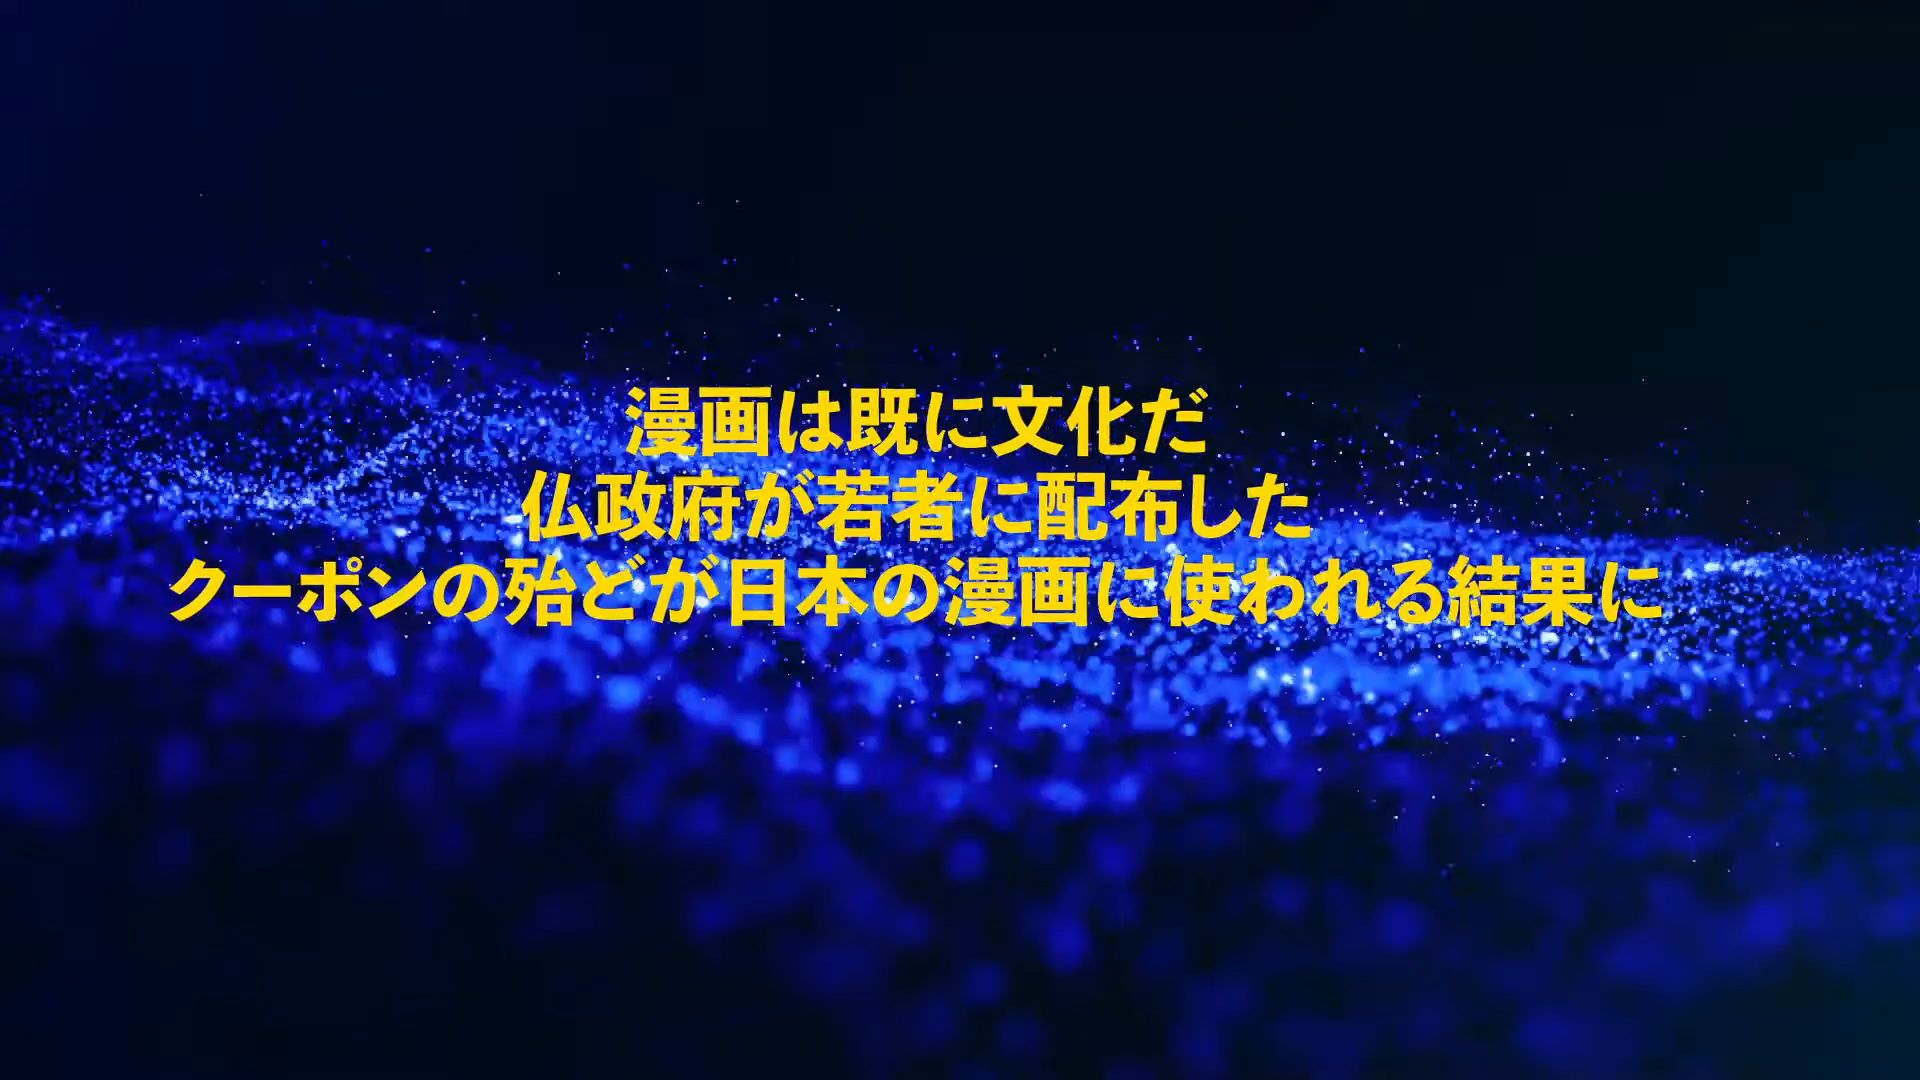 漫画は既に文化だ
仏政府が若者に配布した
クーポンの殆どが日本の漫画に使われる結果に